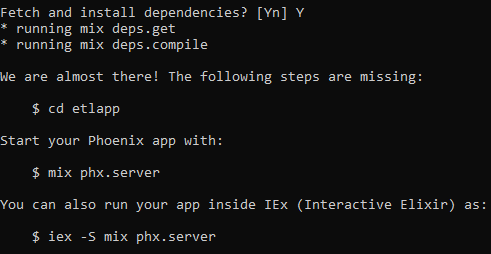 Fetch and install dependencies? [Yn] Y
* running mix deps.get
* running mix deps.compile
We are almost there! The following steps are missing:
$ cd etlapp
Start your Phoenix app with:
$ mix phx.server
You can also run your app inside IEx (Interactive Elixir) as:
$ iex -S mix phx.server